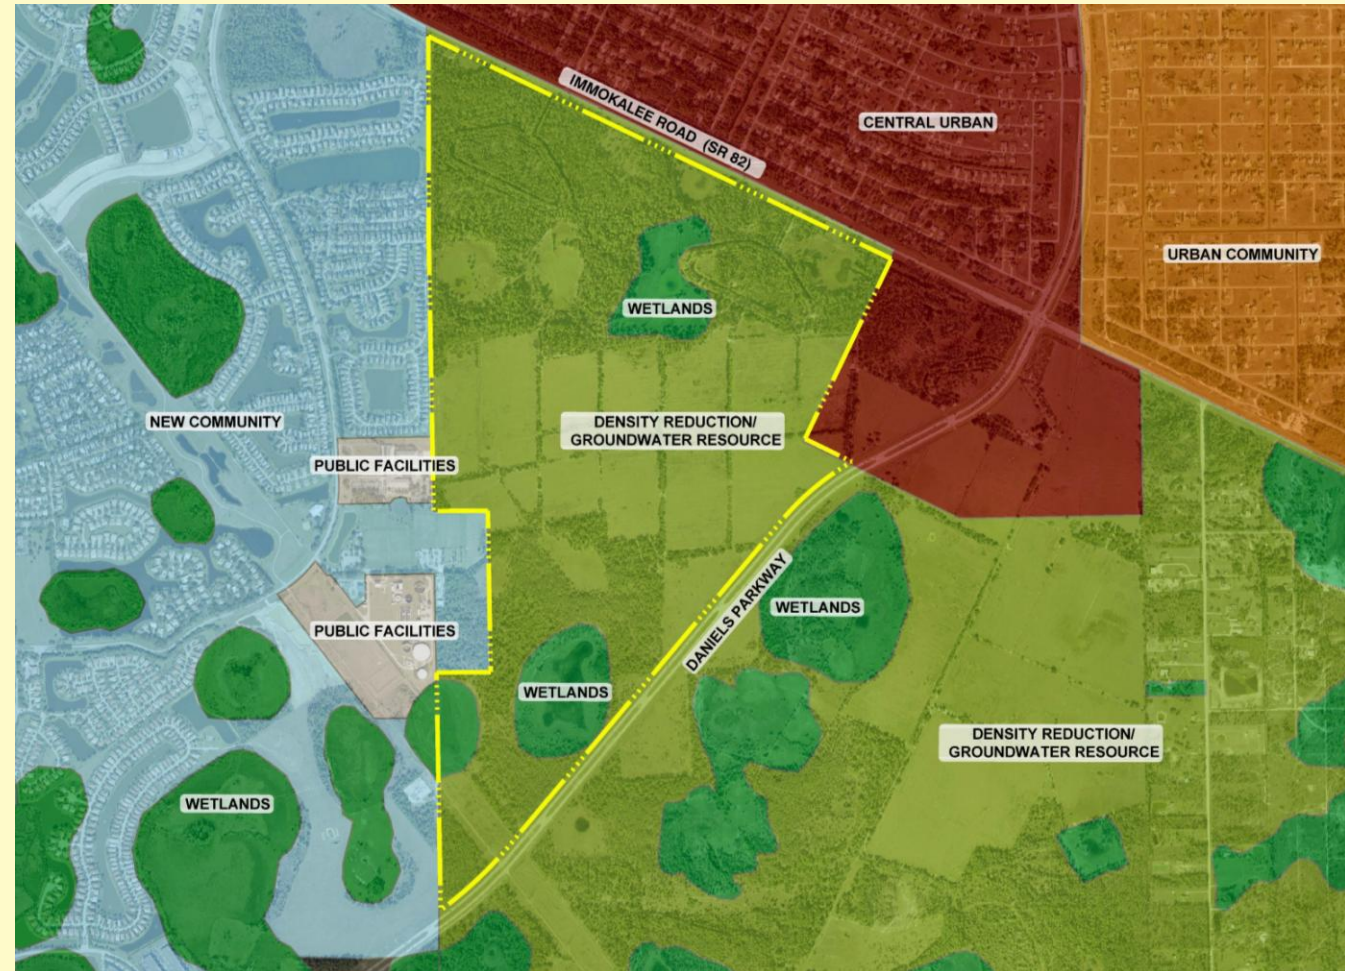 IMMOKALEE ROAD (SR 82)
CENTRAL URBAN
URBAN COMMUNITY
WETLANDS
NEW COMMUNITY
DENSITY REDUCTION/
GROUNDWATER RESOURCE
PUBLIC FACILITIES
DANIELS PARKWAY
WETLANDS
PUBLIC FACILITIES
WETLANDS
DENSITY REDUCTION/
GROUNDWATER RESOURCE
WETLANDS